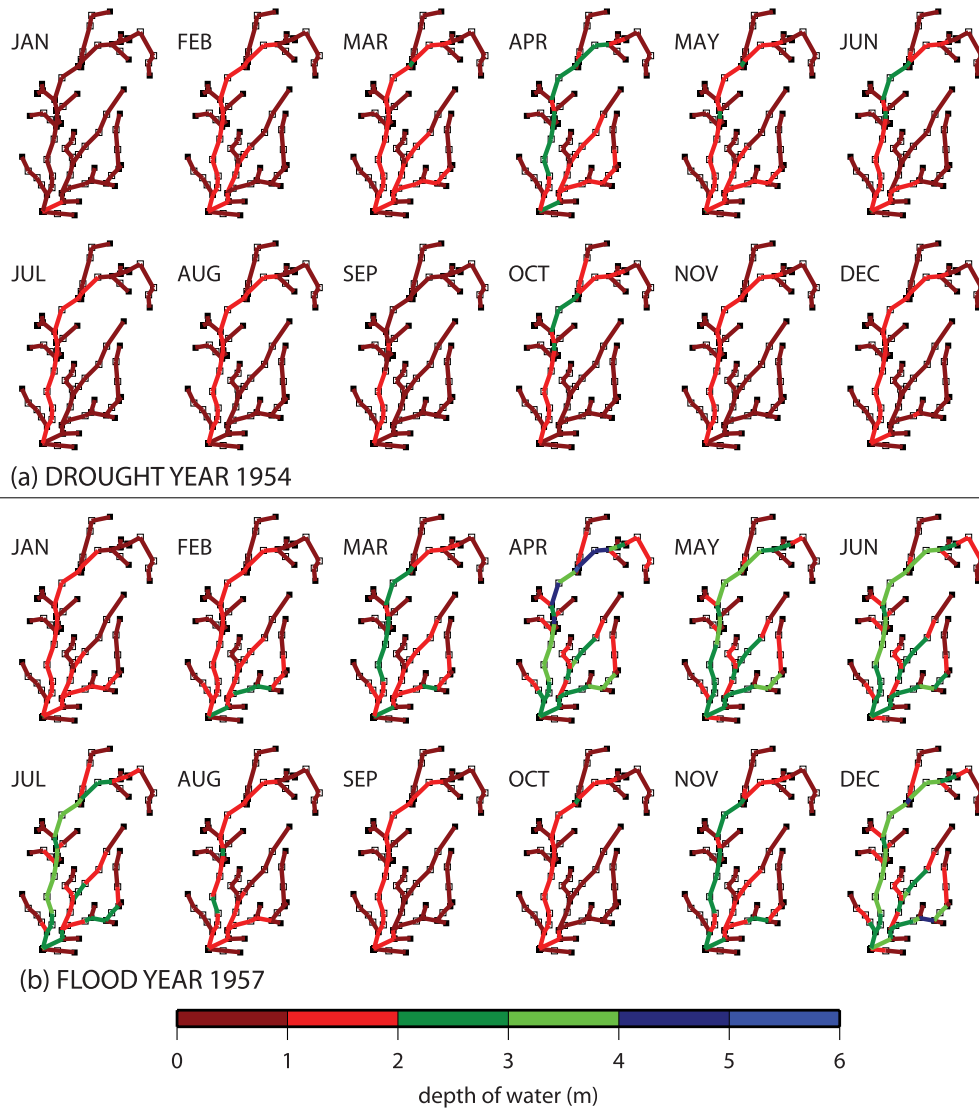 JAN FEB MAR APR MAY JUN
JUL AUG SEP OCT NOV DEC
(a) DROUGHT YEAR 1954
JAN FEB MAR APR MAY JUN
JUL AUG SEP OCT NOV DEC
(b) FLOOD YEAR 1957
0 1 2 3 4 5 6
depth of water (m)